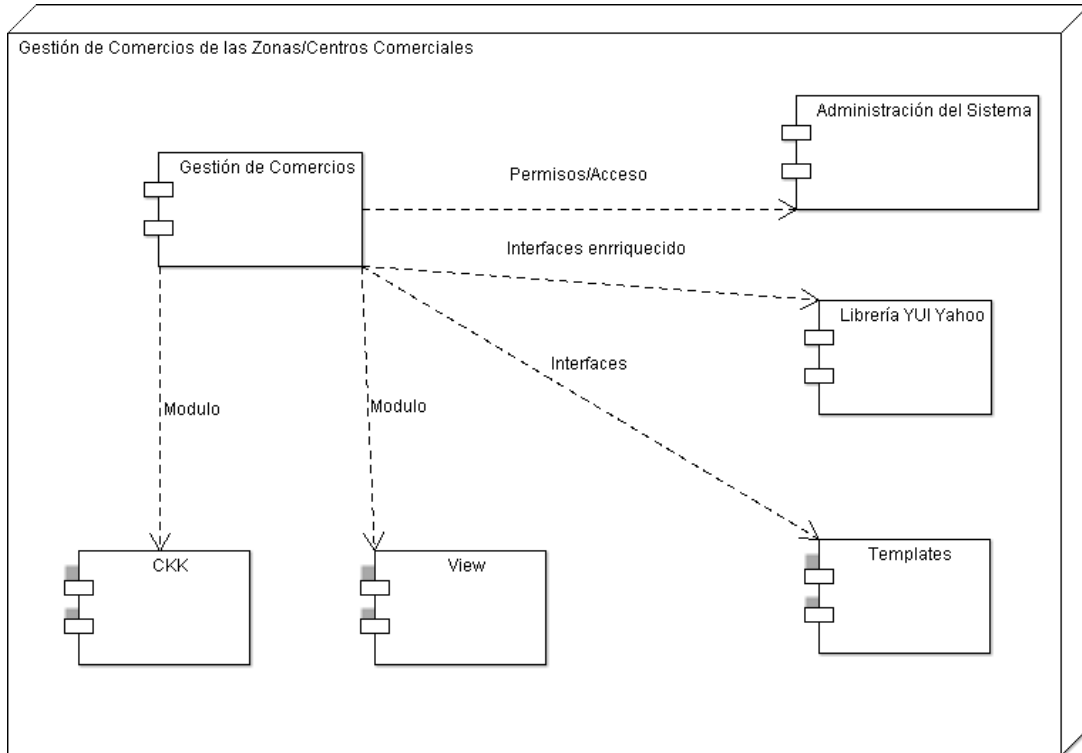 Gestión de Comercios de las Zonas/Centros Comerciales
Administración del Sistema
Gestión de Comercios
Permisos/Acceso
Interfaces enrriquecido
Librería YUI Yahoo
Interfaces
Modulo
Modulo
CKK
View
Templates